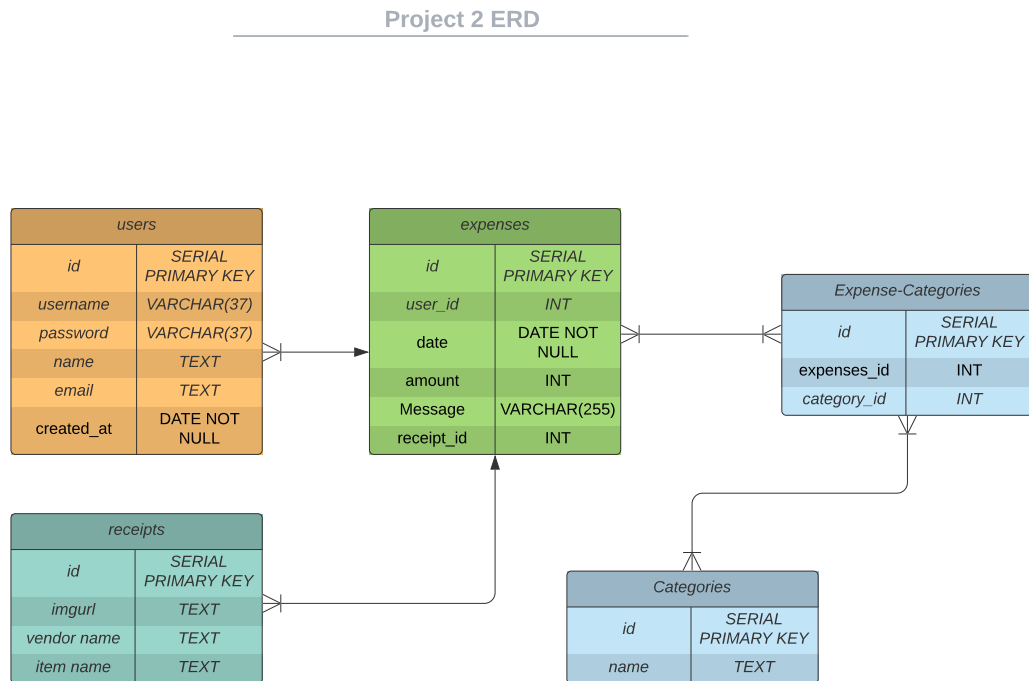 Project 2 ERD
users
id SERIAL
PRIMARY KEY
username VARCHAR(37)
password VARCHAR(37)
name TEXT
email TEXT
created_at DATE NOT
NULL
expenses
id SERIAL
PRIMARY KEY
user_id INT
date DATE NOT
NULL
amount INT
Message VARCHAR(255)
receipt_id INT
Expense-Categories
id SERIAL
PRIMARY KEY
expenses_id INT
category_id INT
receipts
id SERIAL
PRIMARY KEY
imgurl TEXT
vendor name TEXT
item name TEXT
Categories
id SERIAL
PRIMARY KEY
name TEXT